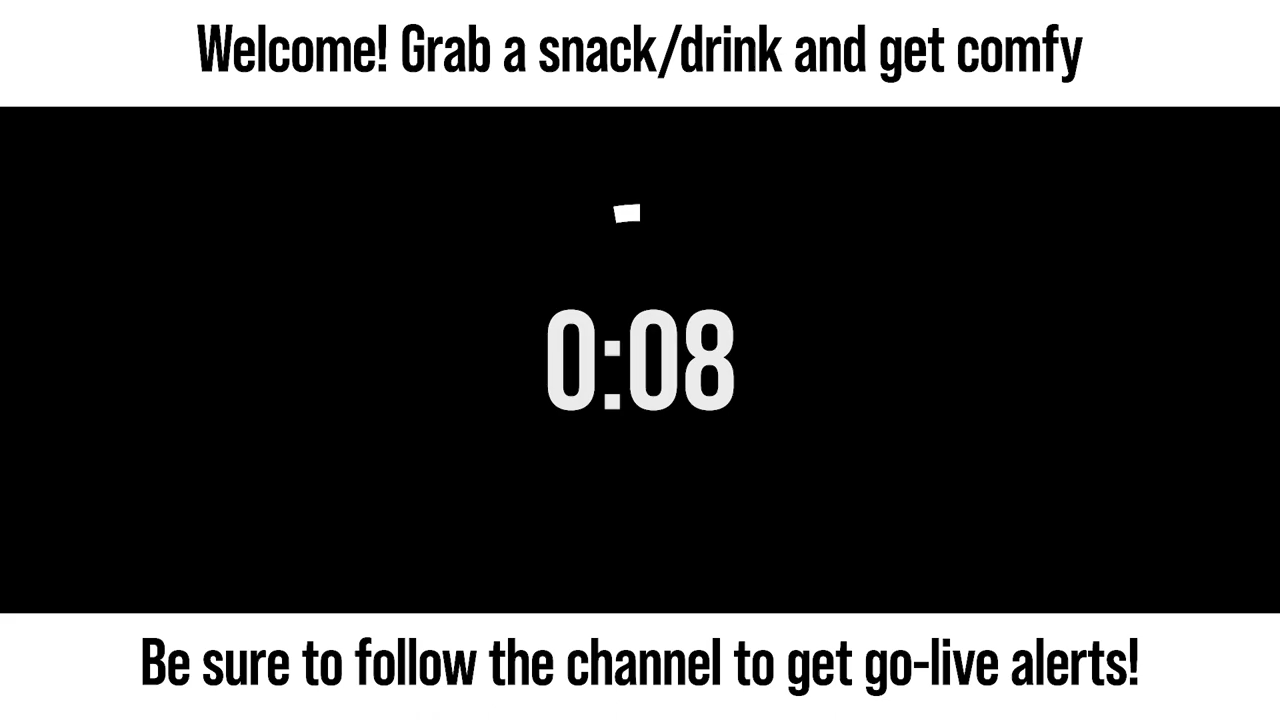 Welcome! Grab a snack/drink and get comfy
0:08
Be sure to follow the channel to get go-live alerts!